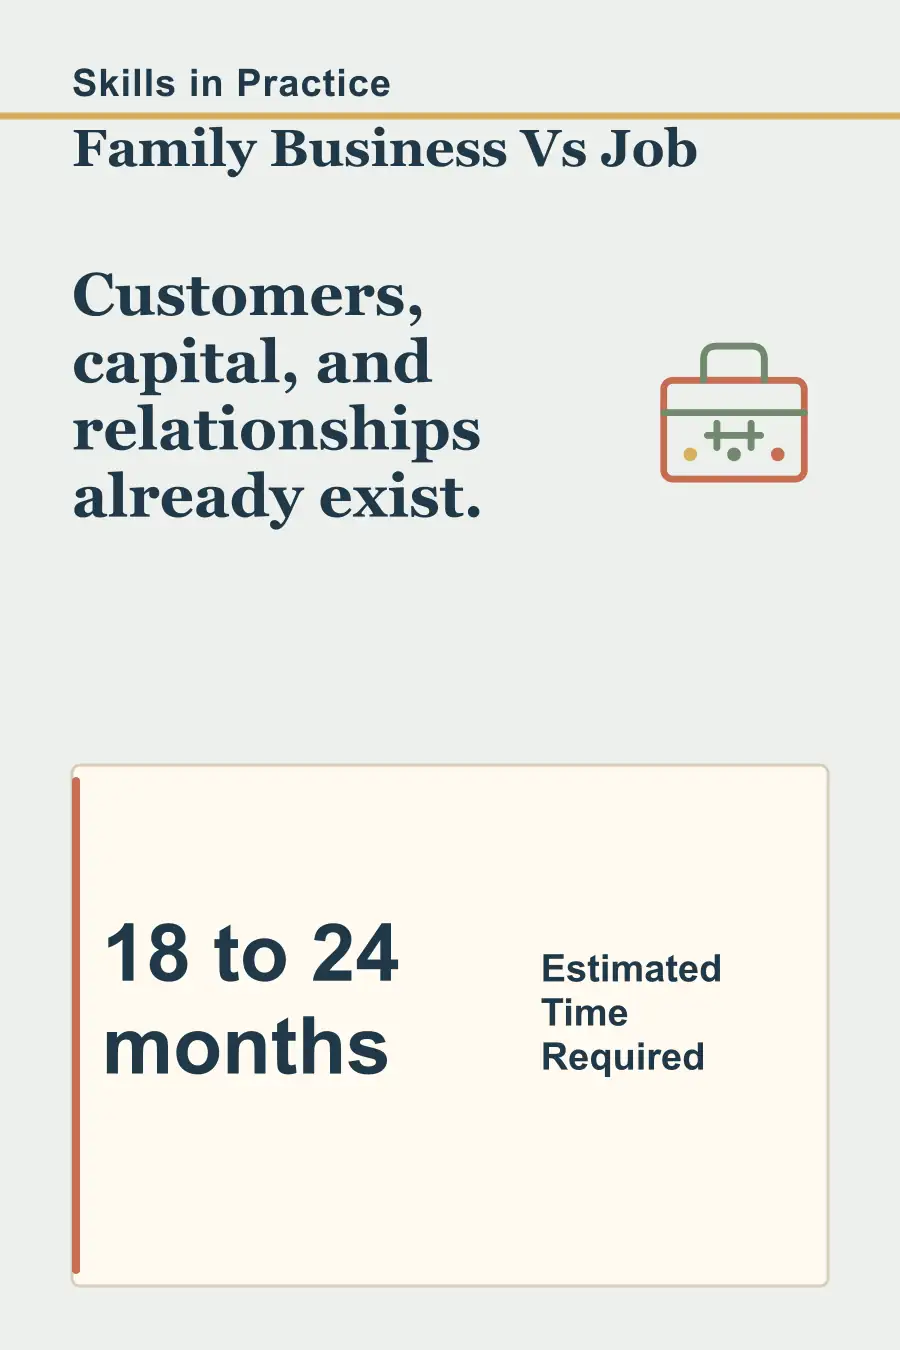 Skills in Practice
Family Business Vs Job
Customers,
capital, and
relationships
already exist.
18 to 24
months
Estimated
Time
Required